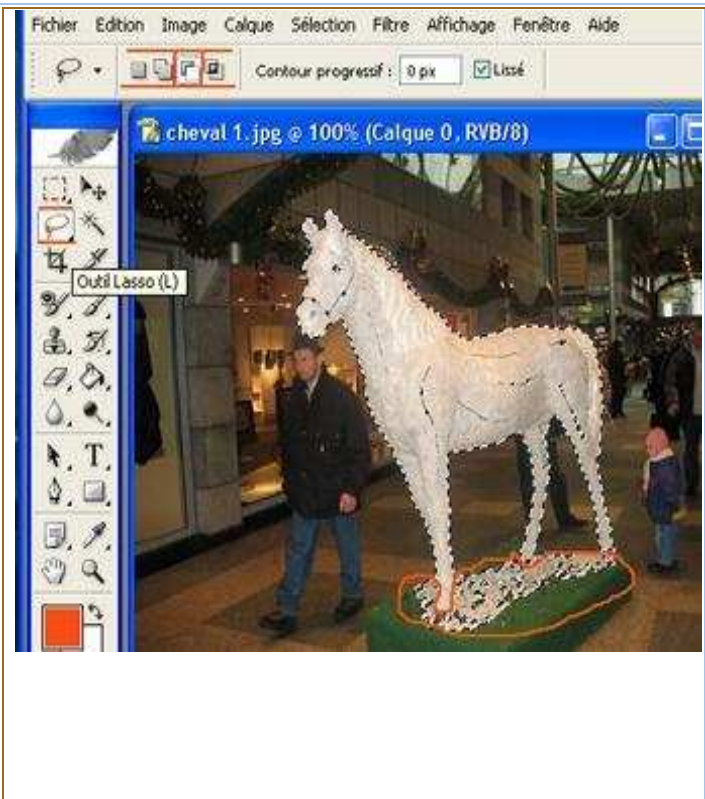 Fichier Edition Image Calque Sélection Filtre Affichage Fenêtre Aide
Contour progressif : 0 px Lissé
cheval 1.jpg @ 100% (Calque 0, RVB/8)
Outil Lasso (L)
T